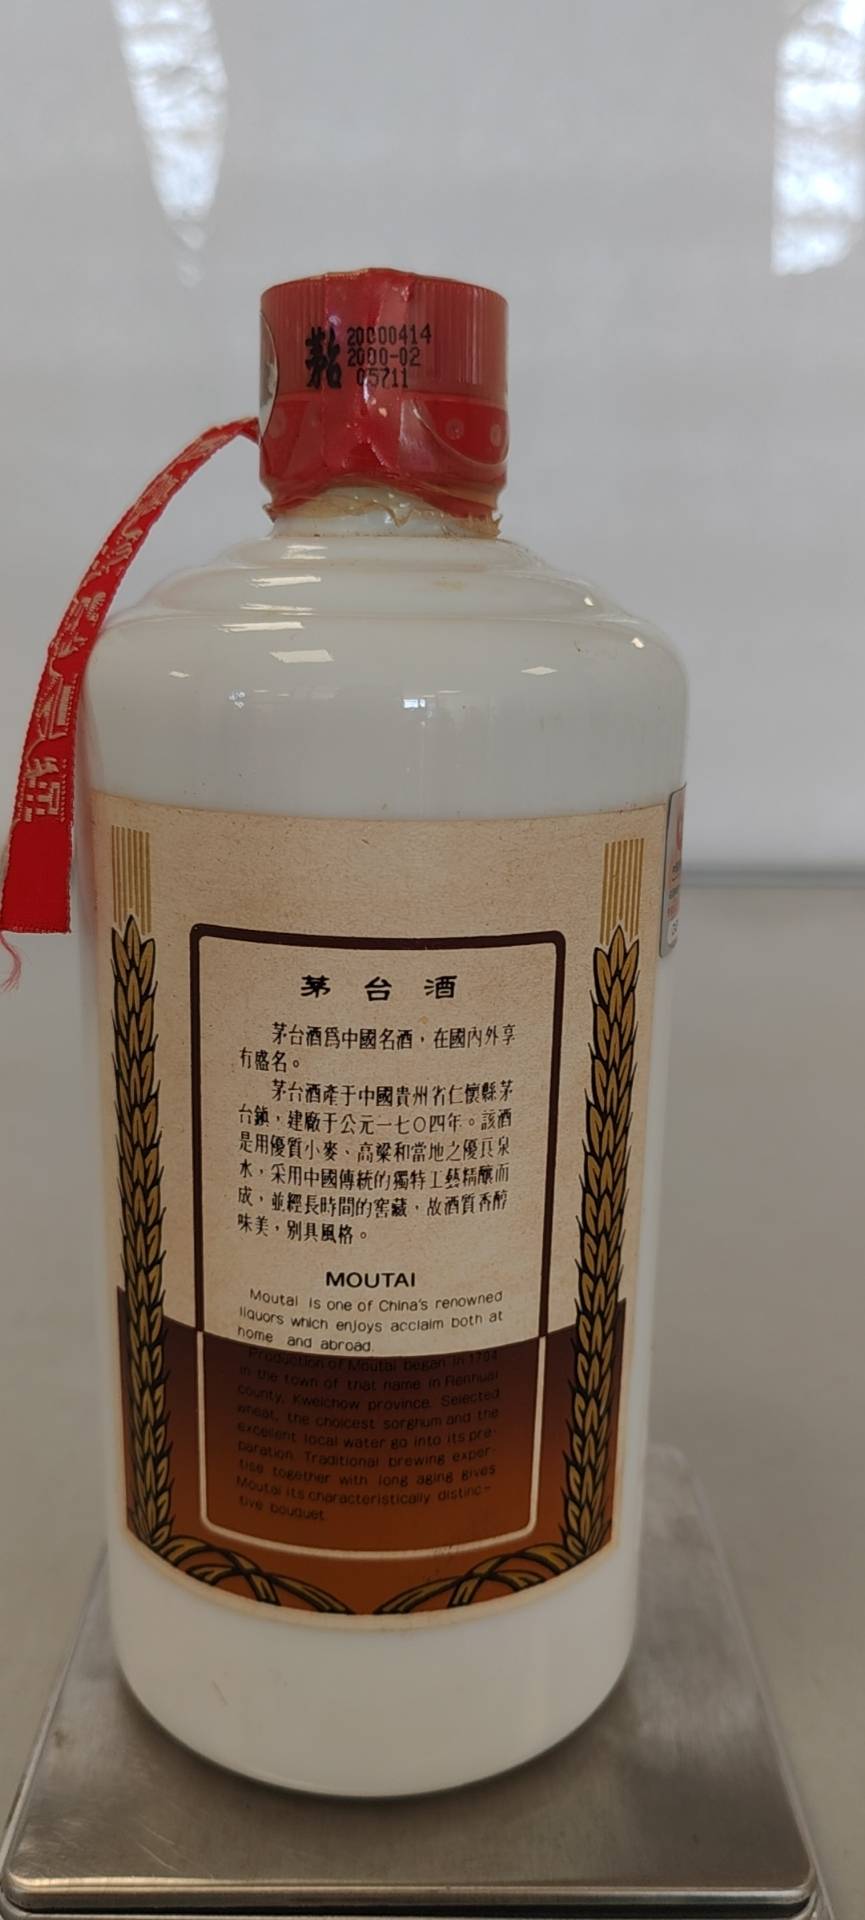 茅台
20000414
2000-02
05711
茅台酒
茅台酒爲中國名酒，在國內外享
有盛名。
茅台酒產于中國貴州省仁懷縣茅
台鎮，建廠于公元一七〇四年。該酒
是用優質小麥、高粱和當地之優良泉
水，采用中國傳統的獨特工藝精釀而
成，並經長時間的窖藏，故酒質香醇
味美，別具風格。
MOUTAI
Moutai is one of China's renowned
liquors which enjoys acclaim both at
home and abroad.
Production of Moutai began in 1704
in the town of that name in Renhuai
county, Kweichow province. Selected
wheat, the choicest sorghum and the
excellent local water go into its pre-
paration. Traditional brewing exper-
tise together with long aging gives
Moutai its characteristically distinc-
tive bouquet.